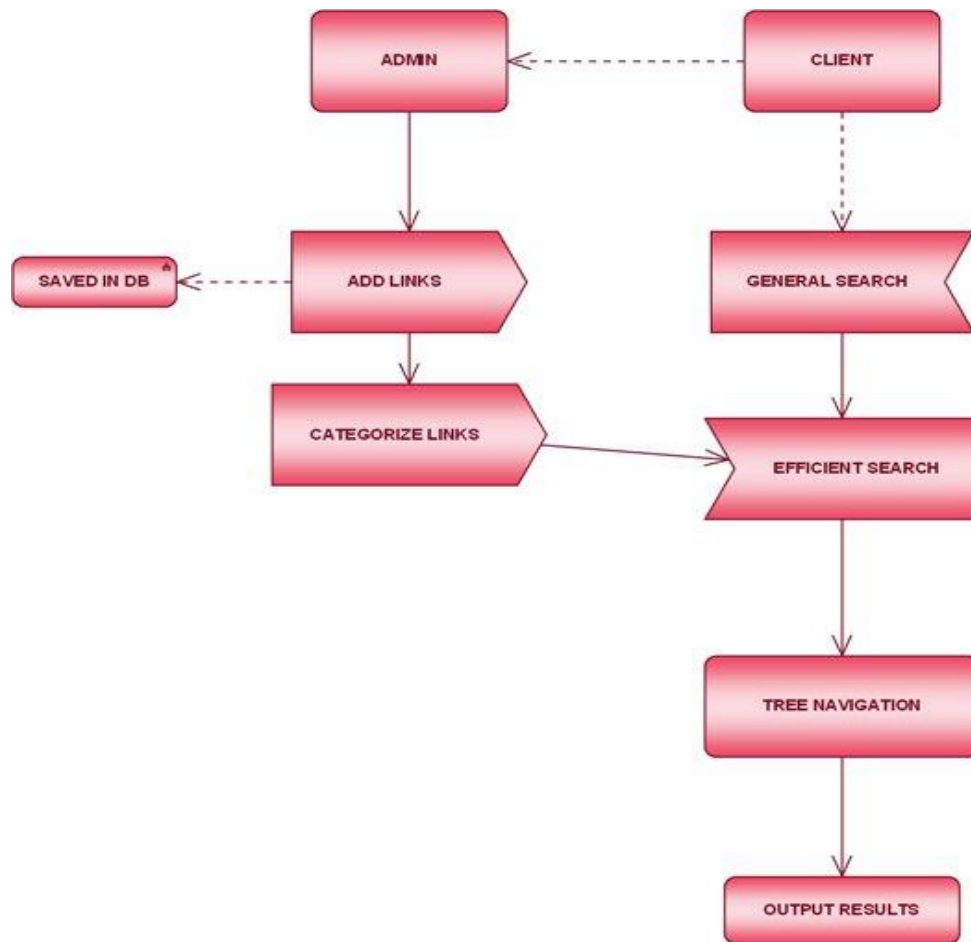 ADMIN
CLIENT
SAVED IN DB
ADD LINKS
GENERAL SEARCH
CATEGORIZE LINKS
EFFICIENT SEARCH
TREE NAVIGATION
OUTPUT RESULTS